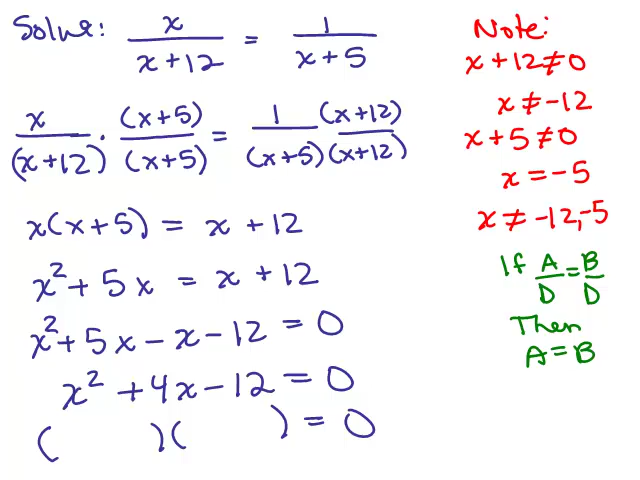 Solve: x/(x+12) = 1/(x+5)
x/(x+12) · (x+5)/(x+5) = 1/(x+5) (x+12)/(x+12)
x(x+5) = x+12
x² + 5x = x+12
x² + 5x - x - 12 = 0
x² + 4x - 12 = 0
( )( ) = 0
Note:
x+12≠0
x≠-12
x+5≠0
x=-5
x≠-12,-5
If A/D = B/D
Then
A=B